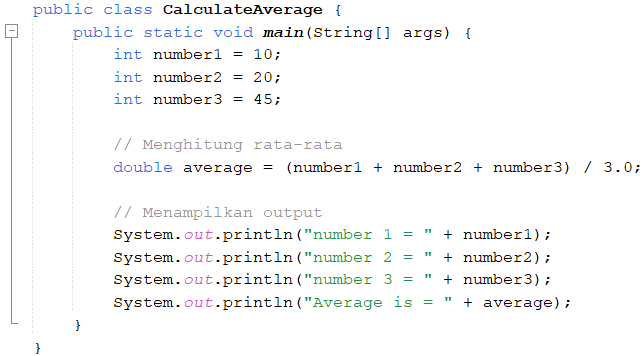 public class CalculateAverage {
public static void main(String[] args) {
int number1 = 10;
int number2 = 20;
int number3 = 45;
// Menghitung rata-rata
double average = (number1 + number2 + number3) / 3.0;
// Menampilkan output
System.out.println("number 1 = " + number1);
System.out.println("number 2 = " + number2);
System.out.println("number 3 = " + number3);
System.out.println("Average is = " + average);
}
}